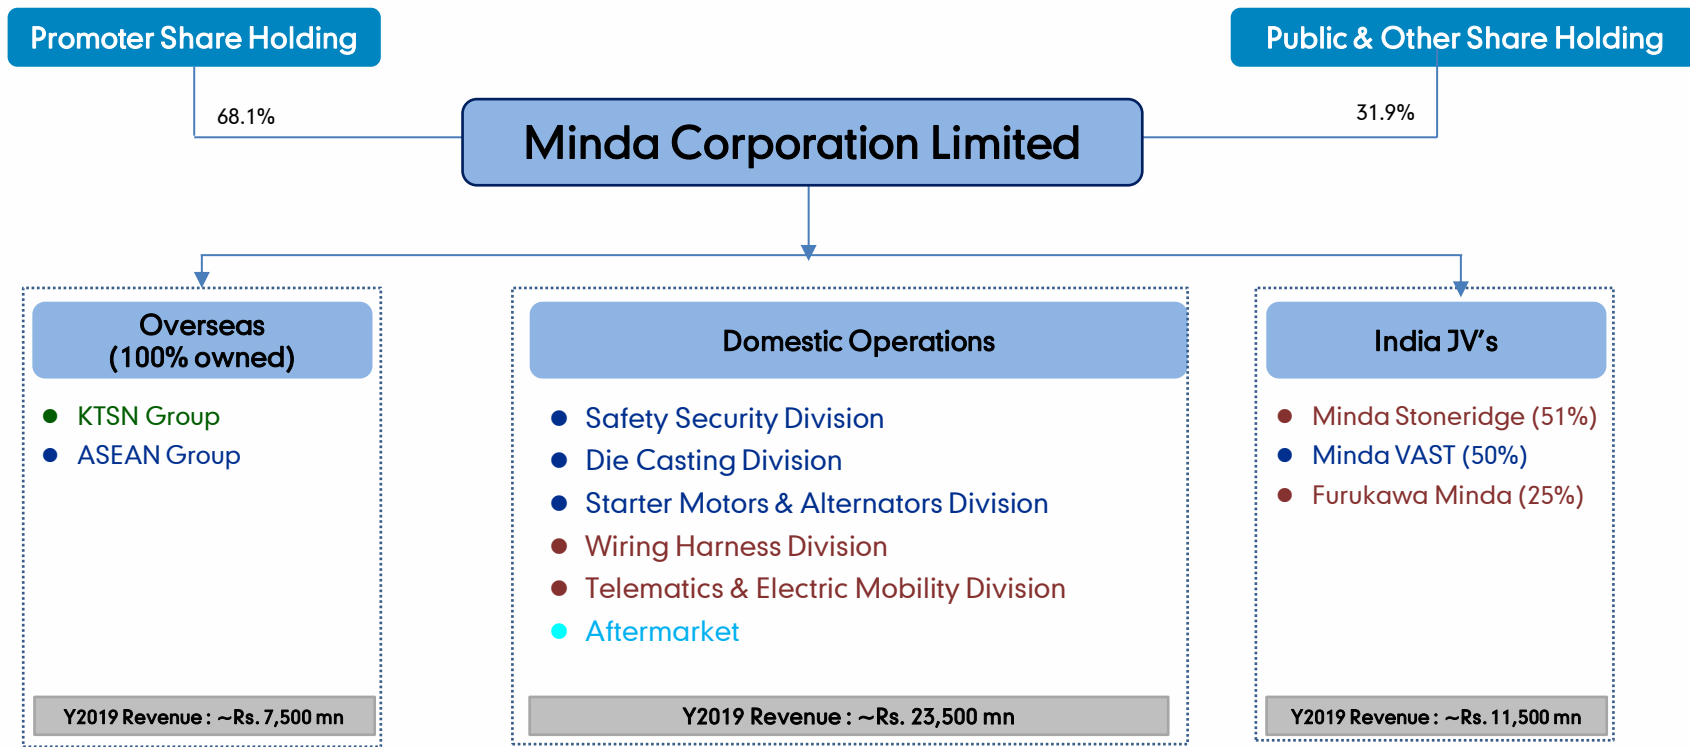 Promoter Share Holding
Public & Other Share Holding
68.1%
31.9%
Minda Corporation Limited
Overseas
(100% owned)
KTSN Group
ASEAN Group
Y2019 Revenue : ~Rs. 7,500 mn
Domestic Operations
Safety Security Division
Die Casting Division
Starter Motors & Alternators Division
Wiring Harness Division
Telematics & Electric Mobility Division
Aftermarket
Y2019 Revenue : ~Rs. 23,500 mn
India JV’s
Minda Stoneridge (51%)
Minda VAST (50%)
Furukawa Minda (25%)
Y2019 Revenue : ~Rs. 11,500 mn